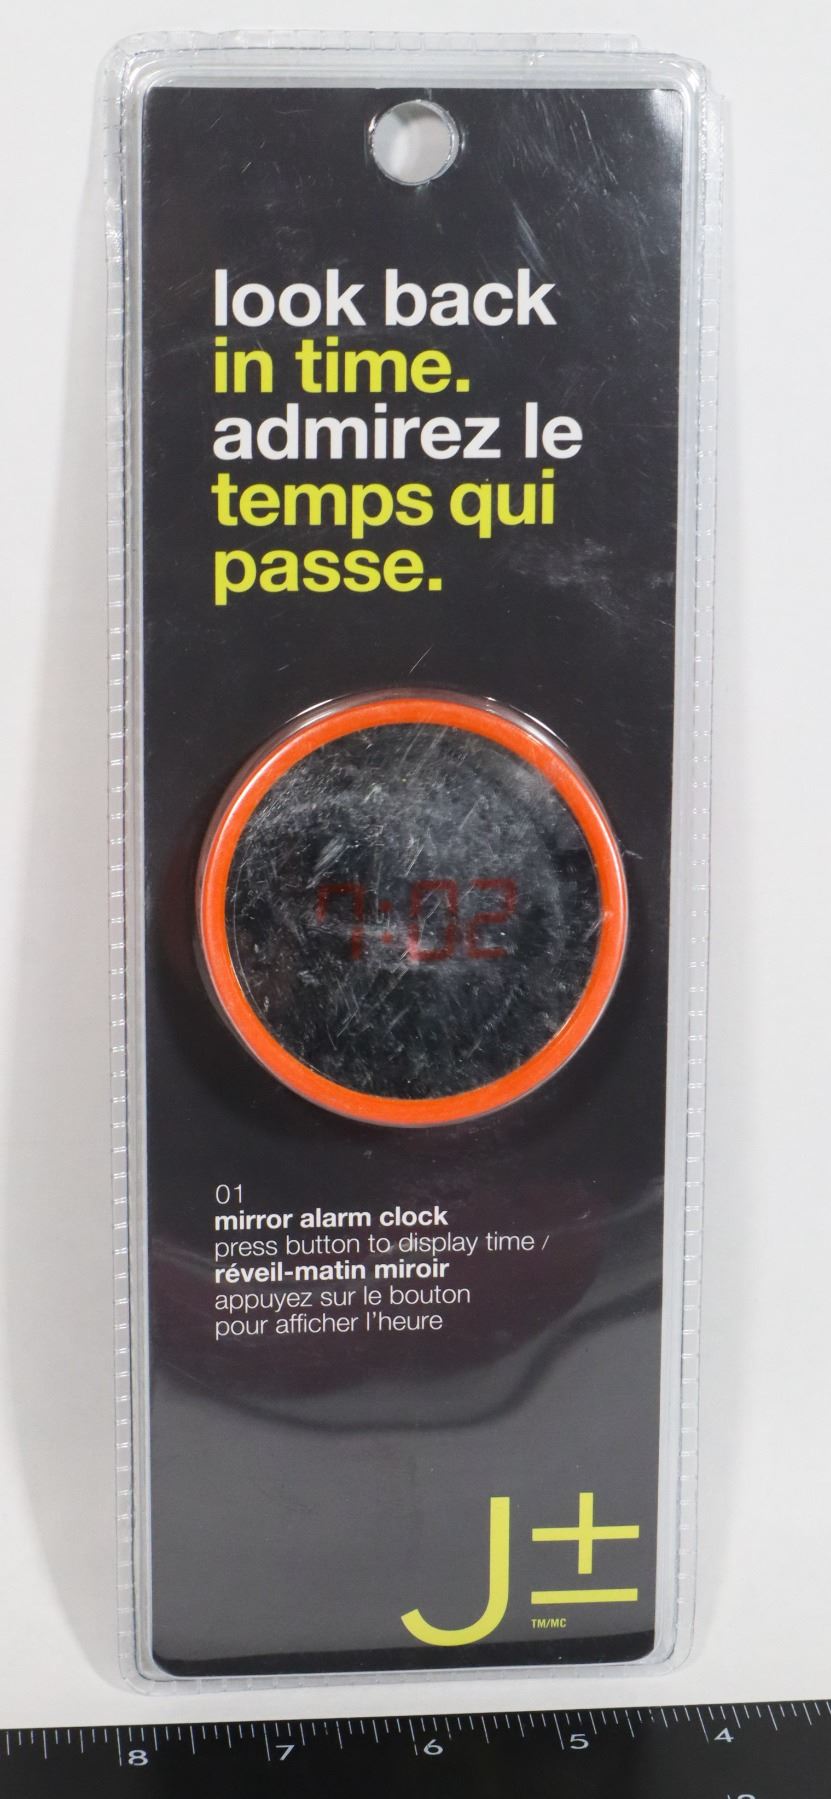 look back
in time.
admirez le
temps qui
passe.
7:02
01
mirror alarm clock
press button to display time /
réveil-matin miroir
appuyez sur le bouton
pour afficher l'heure
J±
TM/MC
8 7 6 5 4